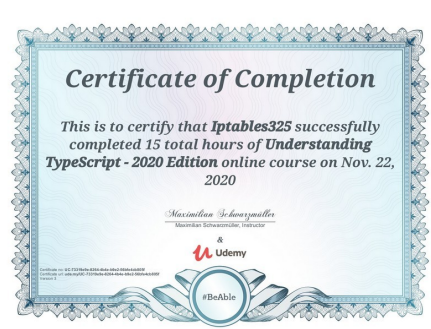 Certificate of Completion
This is to certify that Iptables325 successfully
completed 15 total hours of Understanding
TypeScript - 2020 Edition online course on Nov. 22,
2020
Maximilian Schwarzmüller
Maximilian Schwarzmüller, Instructor
&
Udemy
#BeAble